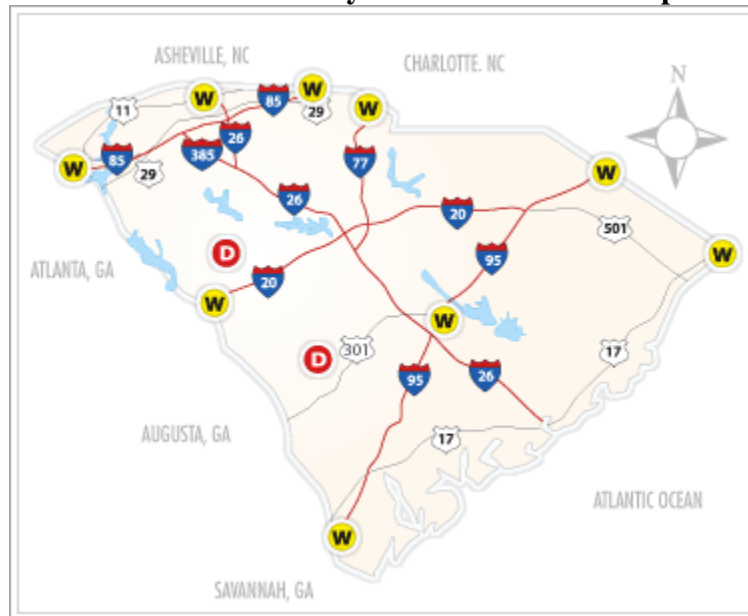 ASHEVILLE, NC
CHARLOTTE. NC
N
W
W
W
85
11
29
26
385
85
29
77
W
W
26
20
501
D
95
W
ATLANTA, GA
20
W
W
301
D
17
95
26
AUGUSTA, GA
17
ATLANTIC OCEAN
W
SAVANNAH, GA